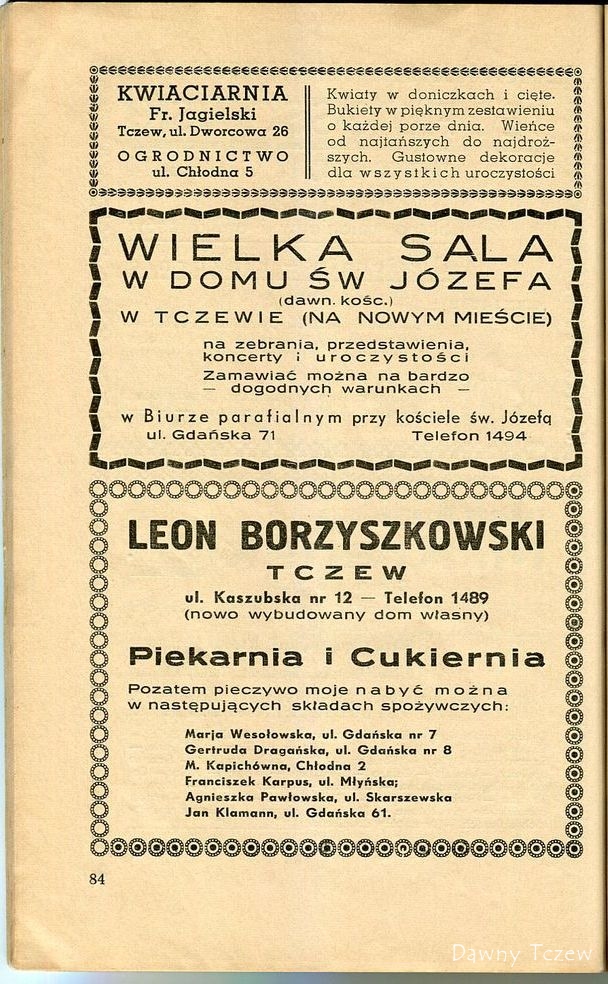 KWIACIARNIA
Fr. Jagielski
Tczew, ul. Dworcowa 26
OGRODNICTWO
ul. Chłodna 5
Kwiaty w doniczkach i cięte.
Bukiety w pięknym zestawieniu
o każdej porze dnia. Wieńce
od najtańszych do najdroż-
szych. Gustowne dekoracje
dla wszystkich uroczystości
WIELKA SALA
W DOMU ŚW JÓZEFA
(dawn. kośc.)
W TCZEWIE (NA NOWYM MIEŚCIE)
na zebrania, przedstawienia,
koncerty i uroczystości
Zamawiać można na bardzo
— dogodnych warunkach —
w Biurze parafialnym przy kościele św. Józefą
ul. Gdańska 71 Telefon 1494
LEON BORZYSZKOWSKI
TCZEW
ul. Kaszubska nr 12 — Telefon 1489
(nowo wybudowany dom własny)
Piekarnia i Cukiernia
Pozatem pieczywo moje nabyć można
w następujących składach spożywczych:
Marja Wesołowska, ul. Gdańska nr 7
Gertruda Dragańska, ul. Gdańska nr 8
M. Kapichówna, Chłodna 2
Franciszek Karpus, ul. Młyńska;
Agnieszka Pawłowska, ul. Skarszewska
Jan Klamann, ul. Gdańska 61.
84
Dawny Tczew